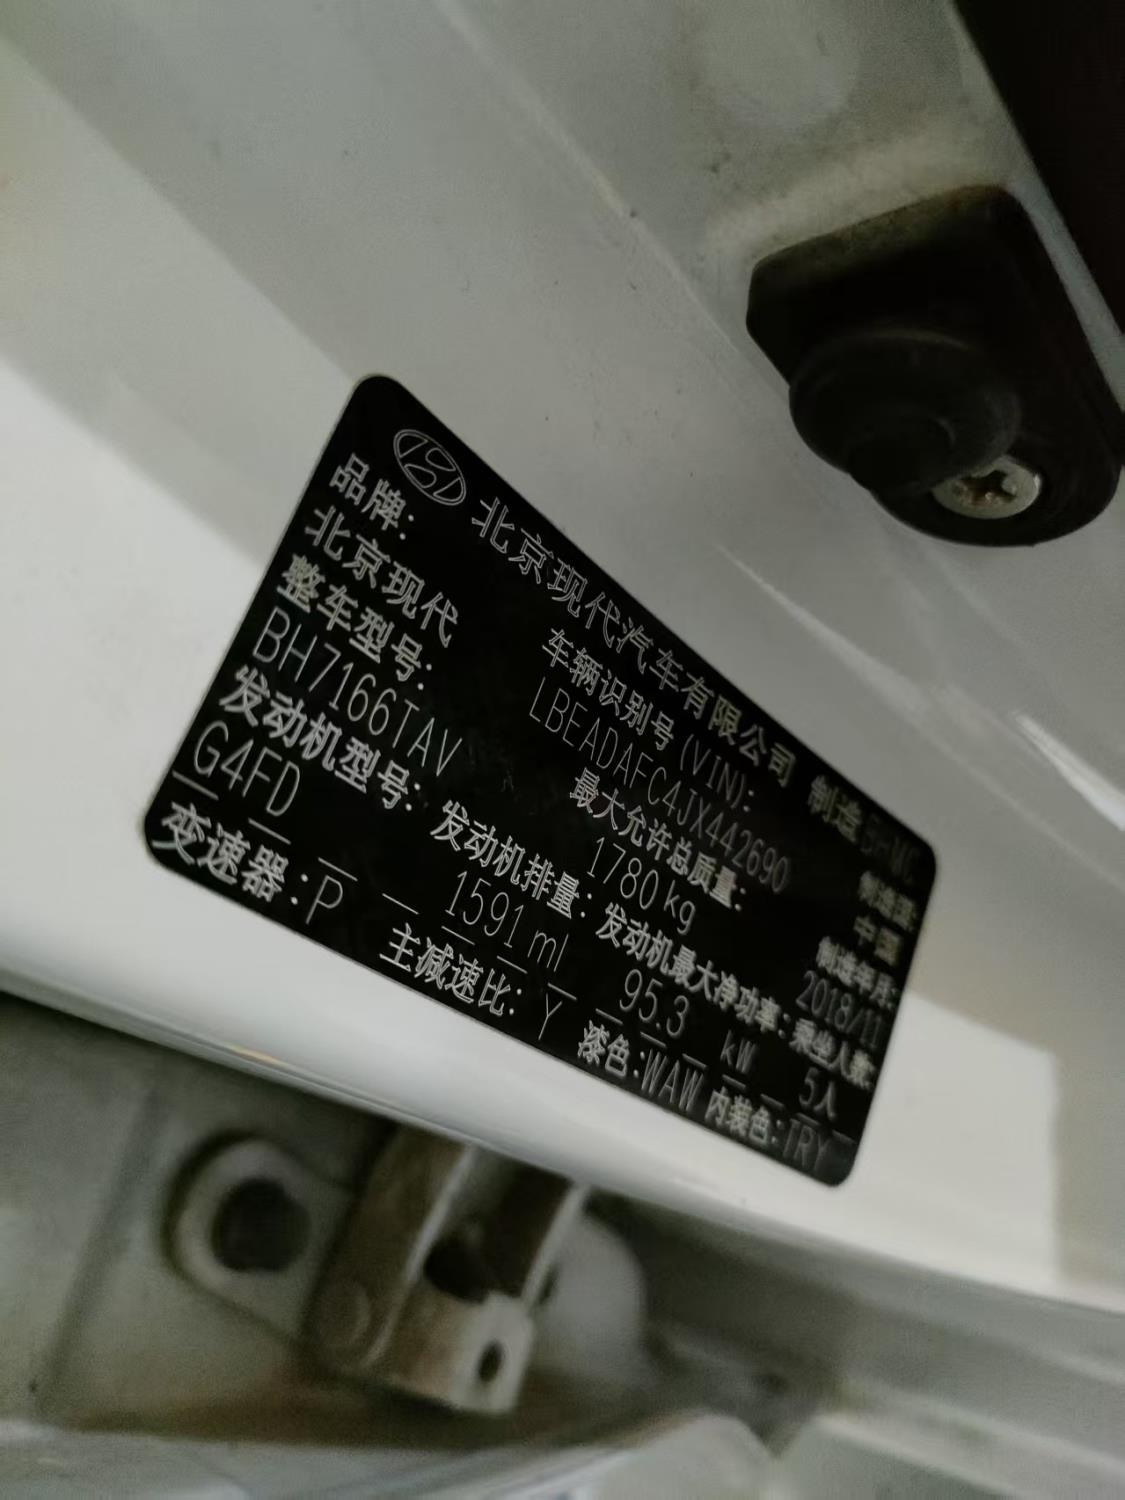 北京现代汽车有限公司 制造 BHMC
品牌:
北京现代
车辆识别号 (VIN):
LBEADAFC4JX442690
制造国:
中国
整车型号:
BH7166TAV
最大允许总质量:
1780kg
制造年月:
2018/11
发动机型号:
G4FD
发动机排量:
1591 ml
发动机最大净功率:
95.3 kW
乘坐人数:
5人
变速器:P
主减速比:Y
漆色:WAW
内装色:TRY